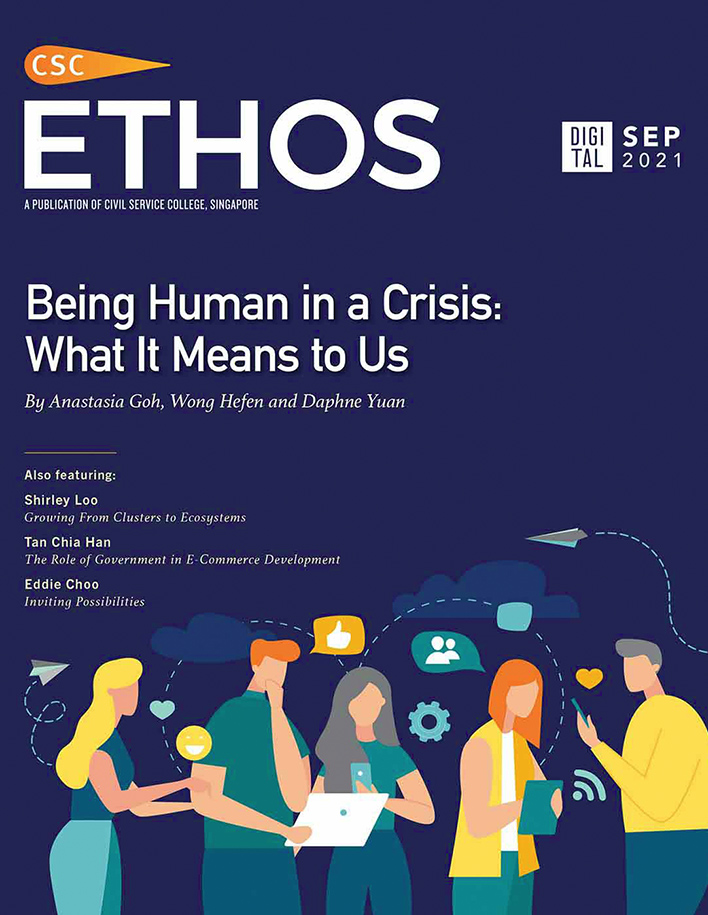 CSC
ETHOS
A PUBLICATION OF CIVIL SERVICE COLLEGE, SINGAPORE
DIGI
TAL
SEP
2021
Being Human in a Crisis:
What It Means to Us
By Anastasia Goh, Wong Hefen and Daphne Yuan
Also featuring:
Shirley Loo
Growing From Clusters to Ecosystems
Tan Chia Han
The Role of Government in E-Commerce Development
Eddie Choo
Inviting Possibilities